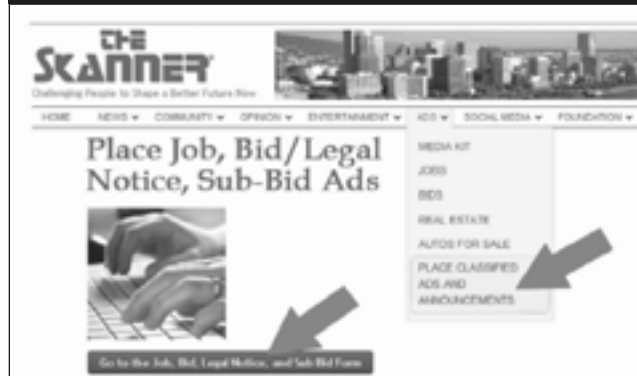 THE
SKANNER
Challenging People to Shape a Better Future Now
HOME NEWS COMMUNITY OPINION ENTERTAINMENT ADS SOCIAL MEDIA FOUNDATION
Place Job, Bid/Legal
Notice, Sub-Bid Ads
MEDIA KIT
JOBS
BIDS
REAL ESTATE
AUTOS FOR SALE
PLACE CLASSIFIED
ADS AND
ANNOUNCEMENTS
Go to the Job, Bid, Legal Notice, and Sub Bid Form